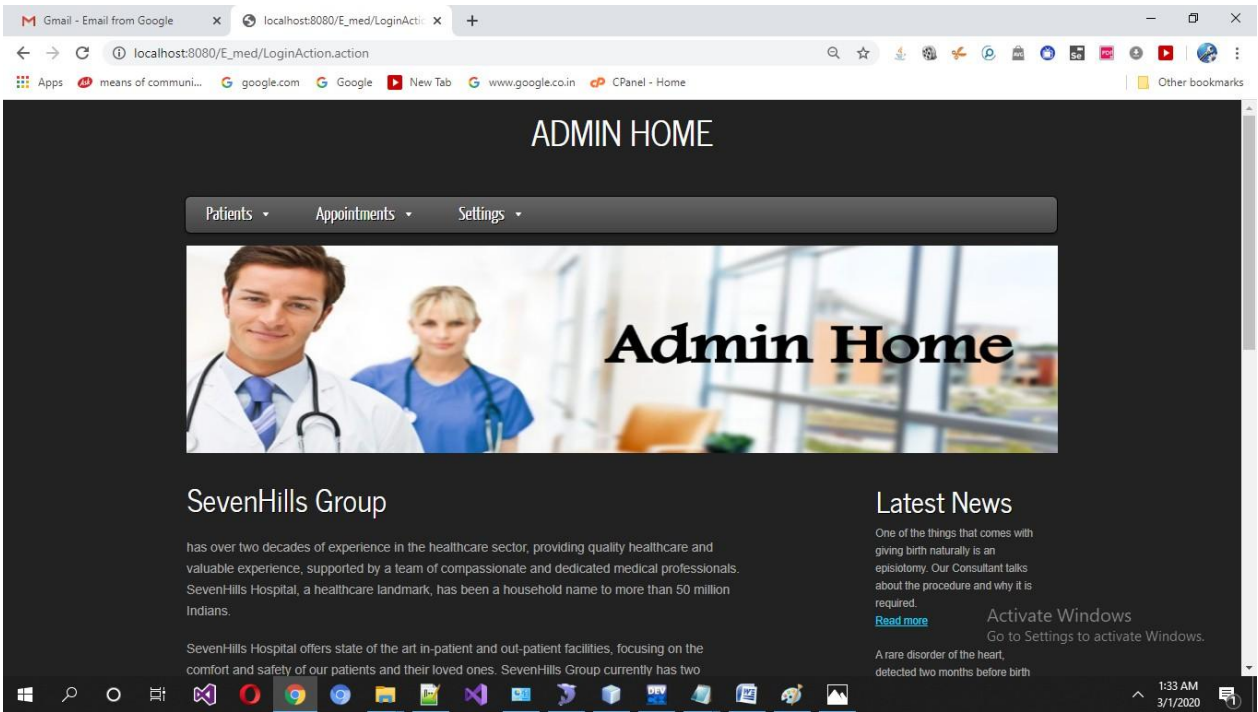 Gmail - Email from Google
localhost:8080/E_med/LoginActic
localhost:8080/E_med/LoginAction.action
Apps
means of communi...
google.com
Google
New Tab
www.google.co.in
CPanel - Home
Other bookmarks
ADMIN HOME
Patients
Appointments
Settings
Admin Home
SevenHills Group
has over two decades of experience in the healthcare sector, providing quality healthcare and
valuable experience, supported by a team of compassionate and dedicated medical professionals.
SevenHills Hospital, a healthcare landmark, has been a household name to more than 50 million
Indians.
SevenHills Hospital offers state of the art in-patient and out-patient facilities, focusing on the
comfort and safety of our patients and their loved ones. SevenHills Group currently has two
Latest News
One of the things that comes with
giving birth naturally is an
episiotomy. Our Consultant talks
about the procedure and why it is
required.
Read more
A rare disorder of the heart,
detected two months before birth
Activate Windows
Go to Settings to activate Windows.
1:33 AM
3/1/2020